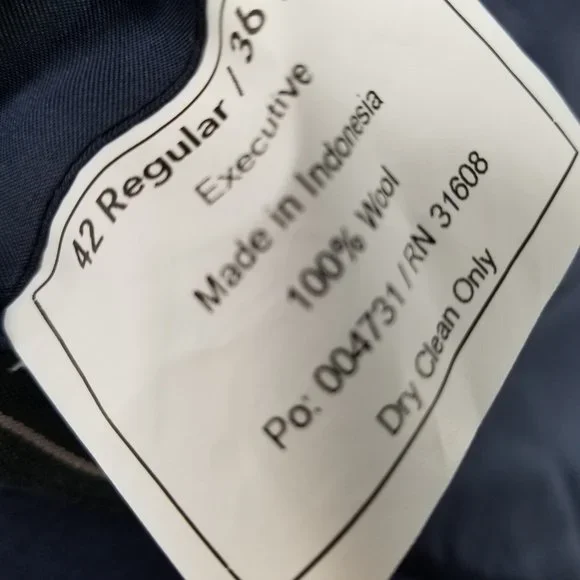 42 Regular / 36
Executive
Made in Indonesia
100% Wool
Po: 004731 / RN 31608
Dry Clean Only